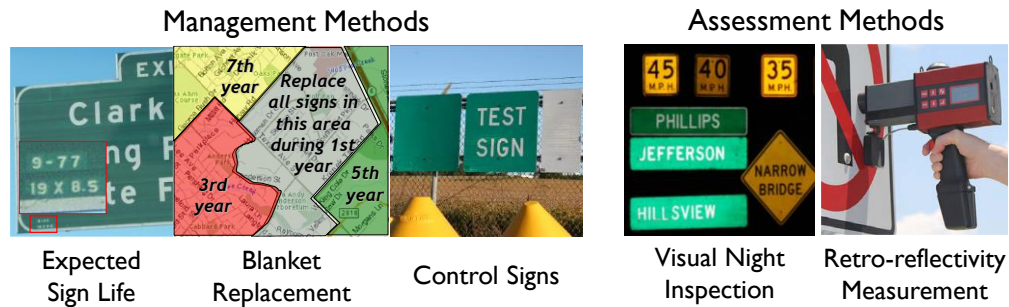 Management Methods
Assessment Methods
EXI
Clark
9-77
19 X 8.5
7th
year
Replace
all signs in
this area
during 1st
year
3rd
year
5th
year
TEST
SIGN
45
M.P.H.
40
M.P.H.
35
M.P.H.
PHILLIPS
JEFFERSON
HILLSVIEW
NARROW
BRIDGE
Expected
Sign Life
Blanket
Replacement
Control Signs
Visual Night
Inspection
Retro-reflectivity
Measurement